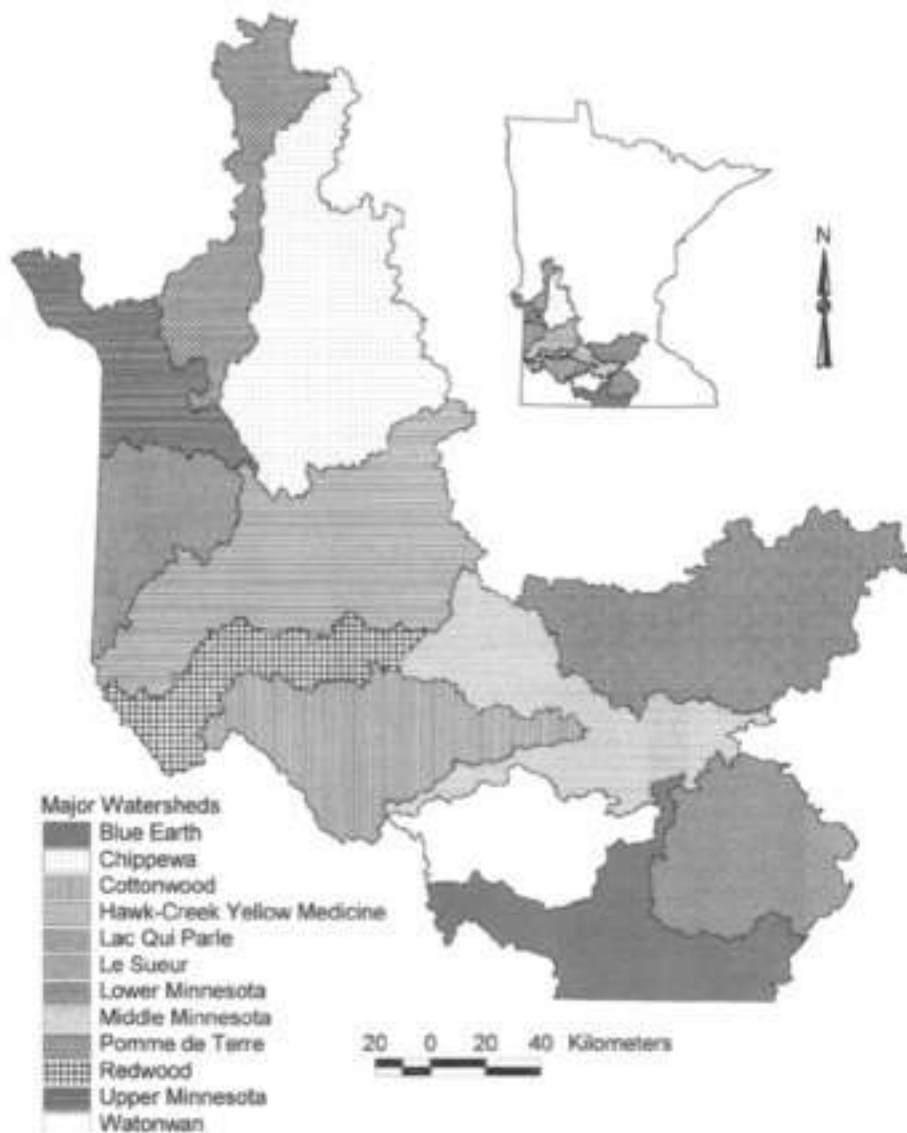 N
Major Watersheds
Blue Earth
Chippewa
Cottonwood
Hawk-Creek Yellow Medicine
Lac Qui Parle
Le Sueur
Lower Minnesota
Middle Minnesota
Pomme de Terre
Redwood
Upper Minnesota
Watonwan
20 0 20 40 Kilometers